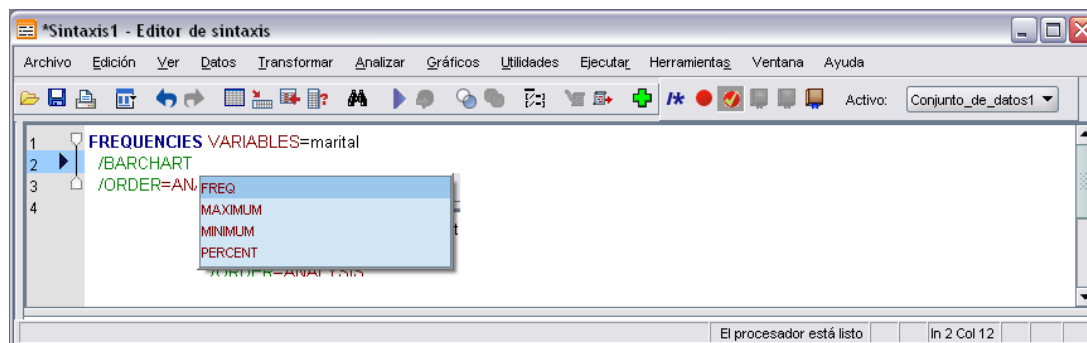 *Sintaxis1 - Editor de sintaxis
Archivo Edición Ver Datos Transformar Analizar Gráficos Utilidades Ejecutar Herramientas Ventana Ayuda
Activo: Conjunto_de_datos1
1 FREQUENCIES VARIABLES=marital
2 /BARCHART
3 /ORDER=ANA
4
FREQ
MAXIMUM
MINIMUM
PERCENT
/ORDER=ANALYSIS
El procesador está listo In 2 Col 12